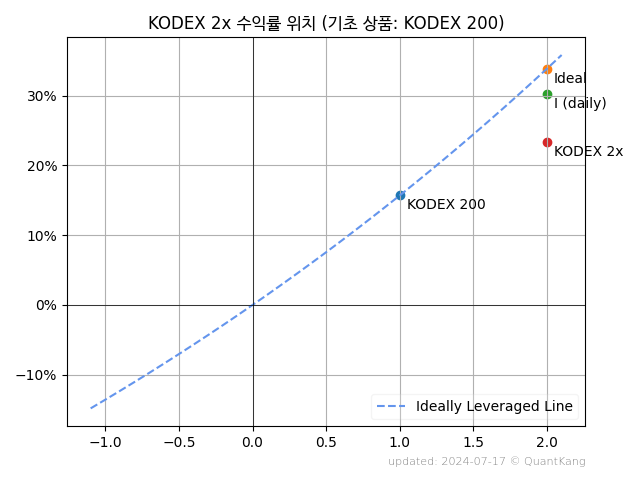 KODEX 2x 수익률 위치 (기초 상품: KODEX 200)
30%
20%
10%
0%
−10%
Ideal
I (daily)
KODEX 2x
KODEX 200
Ideally Leveraged Line
−1.0 −0.5 0.0 0.5 1.0 1.5 2.0
updated: 2024-07-17 © QuantKang